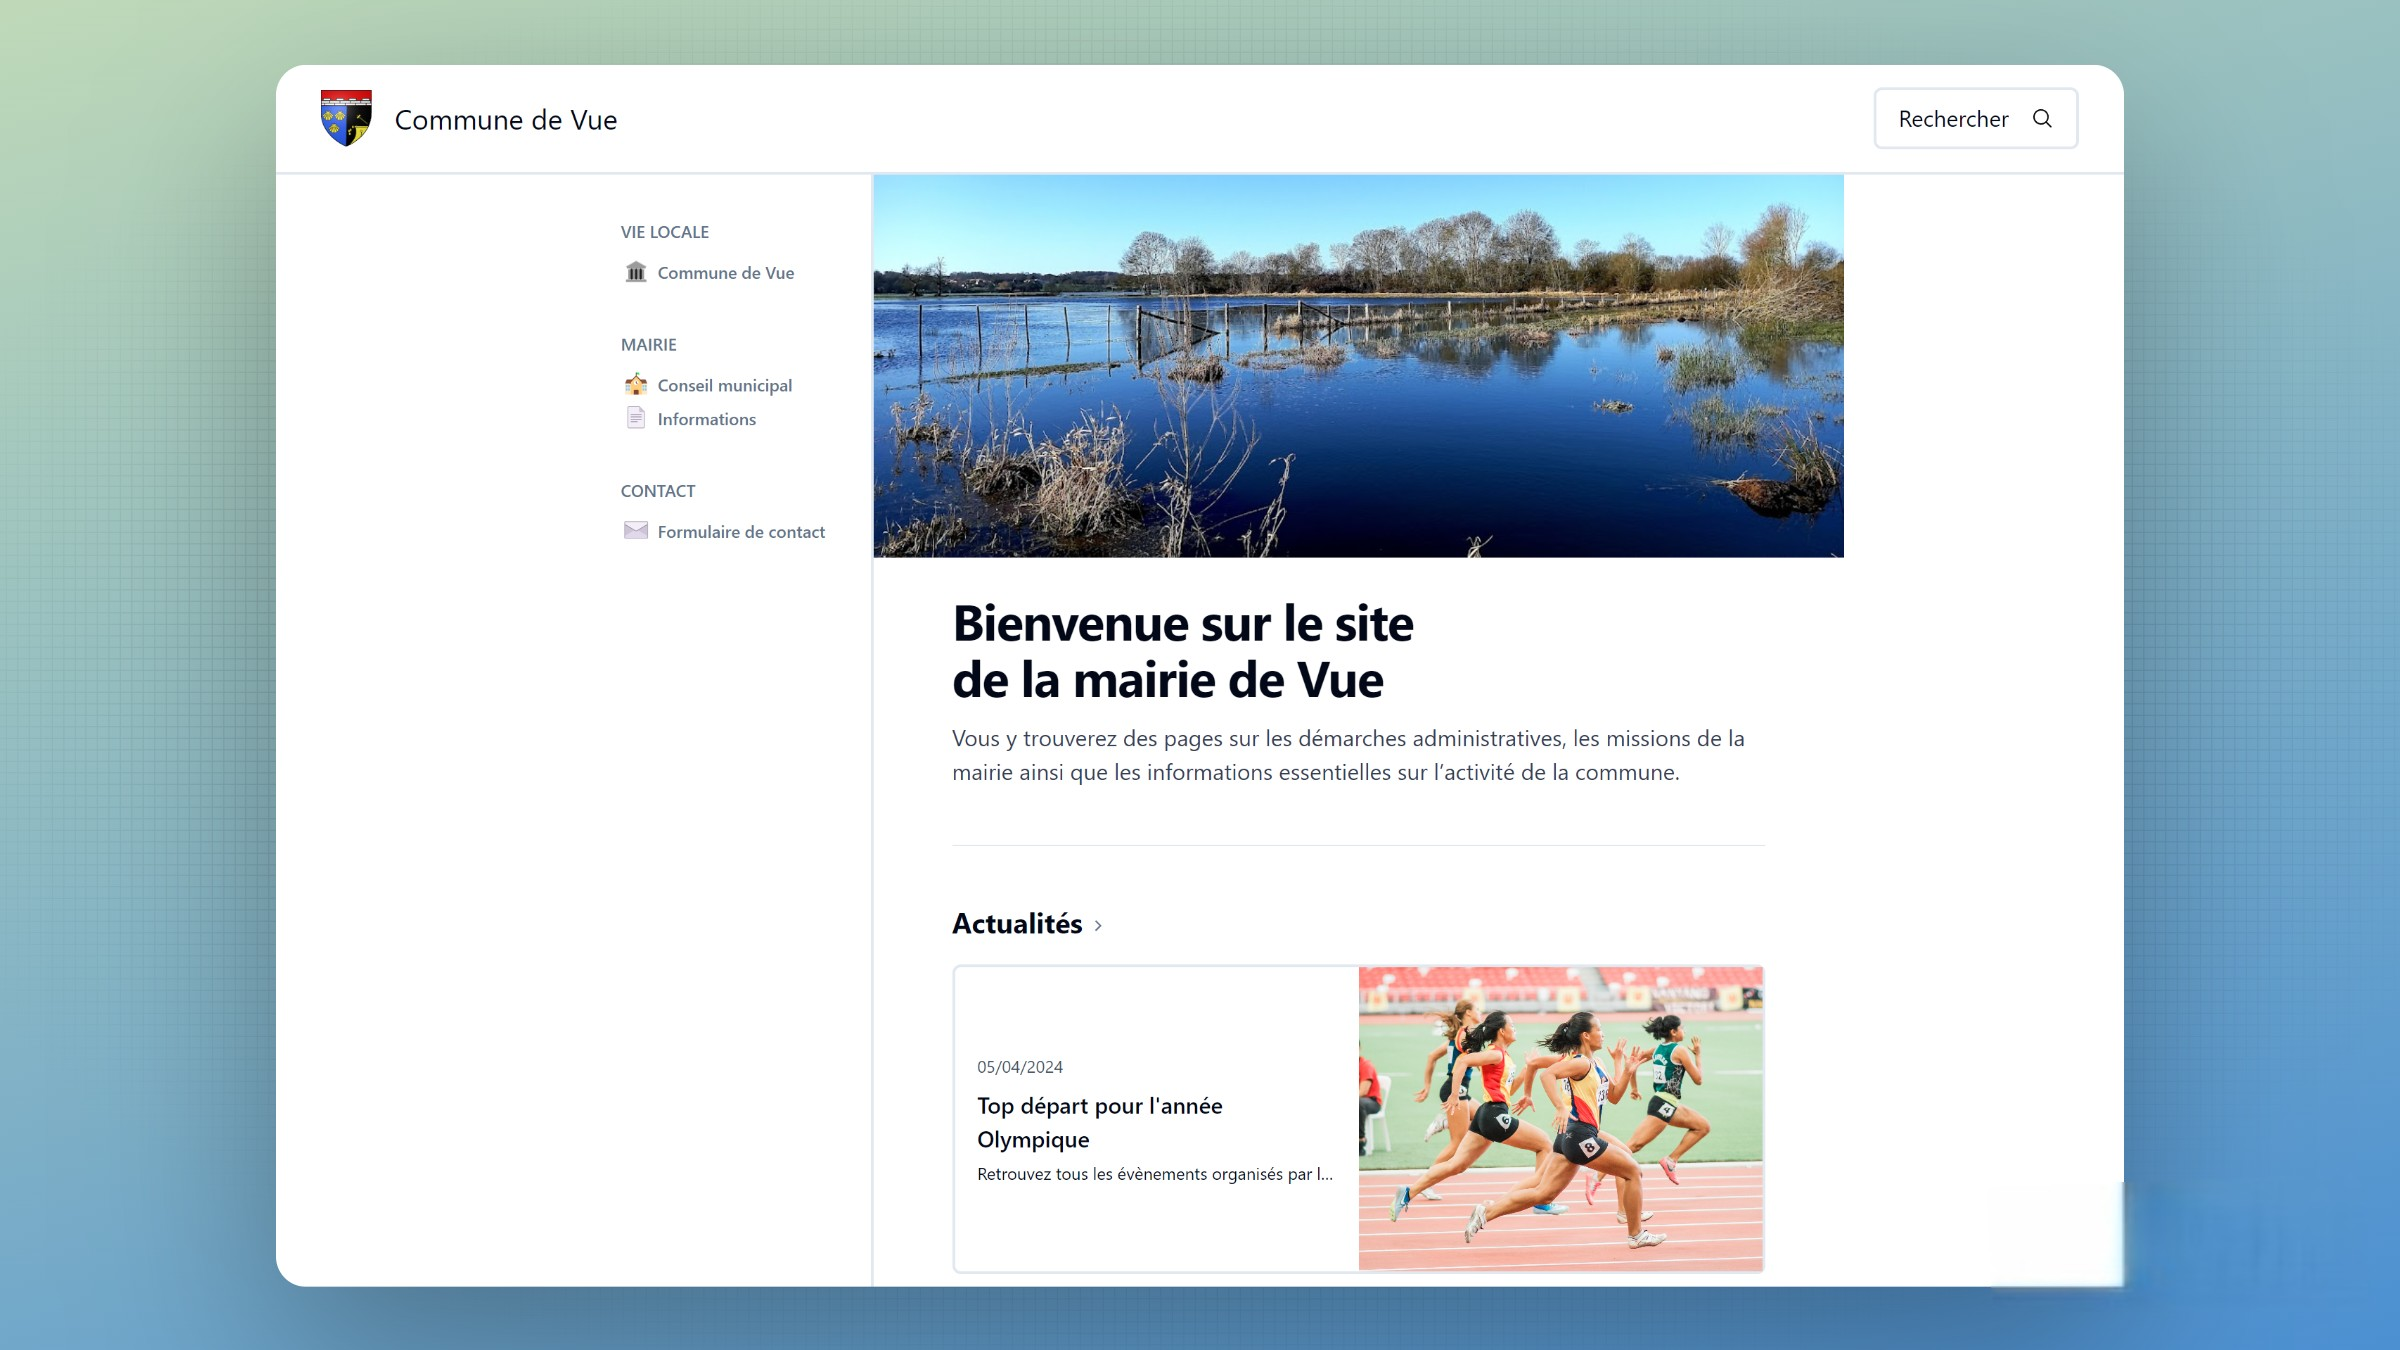 Commune de Vue
Rechercher
VIE LOCALE
Commune de Vue
MAIRIE
Conseil municipal
Informations
CONTACT
Formulaire de contact
Bienvenue sur le site
de la mairie de Vue
Vous y trouverez des pages sur les démarches administratives, les missions de la
mairie ainsi que les informations essentielles sur l’activité de la commune.
Actualités
05/04/2024
Top départ pour l'année
Olympique
Retrouvez tous les évènements organisés par l...
6
8
4